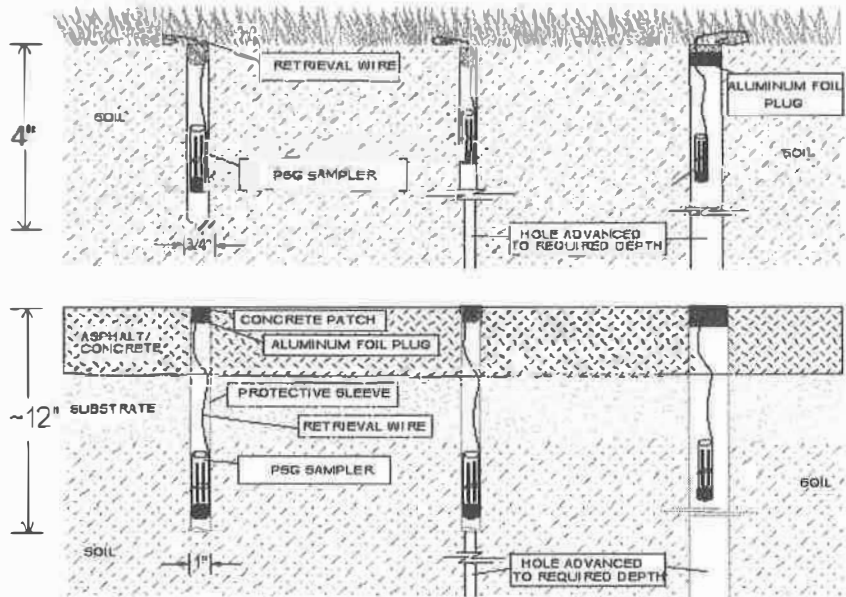 RETRIEVAL WIRE
ALUMINUM FOIL
PLUG
SOIL
4"
SOIL
PSG SAMPLER
HOLE ADVANCED
TO REQUIRED DEPTH
3/4"
CONCRETE PATCH
ASPHALT/
CONCRETE
ALUMINUM FOIL PLUG
PROTECTIVE SLEEVE
~12"
SUBSTRATE
RETRIEVAL WIRE
PSG SAMPLER
SOIL
SOIL
1"
HOLE ADVANCED
TO REQUIRED DEPTH